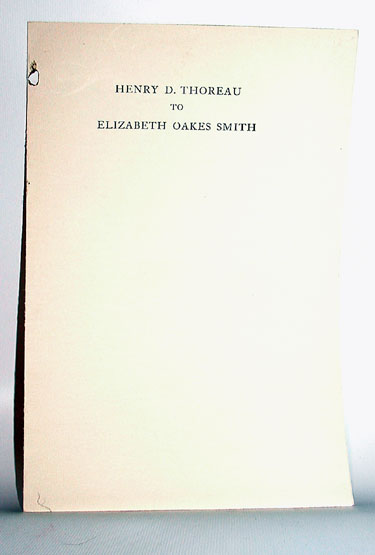 HENRY D. THOREAU
TO
ELIZABETH OAKES SMITH